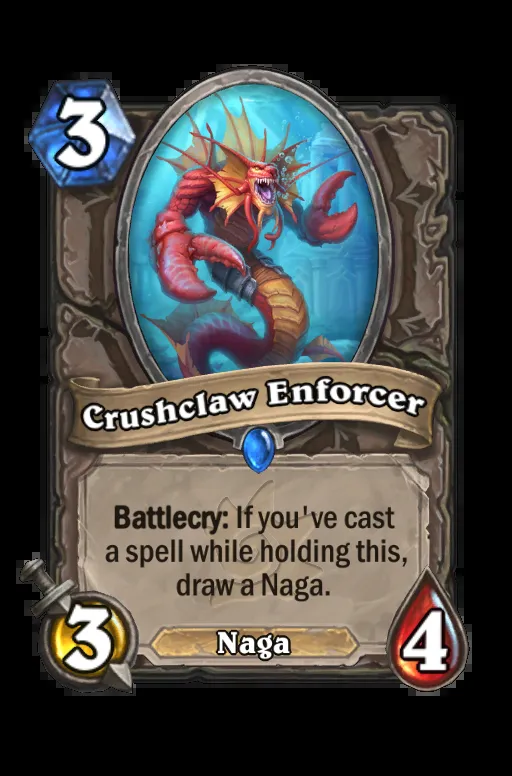 3
Crushclaw Enforcer
Battlecry: If you've cast
a spell while holding this,
draw a Naga.
3
Naga
4